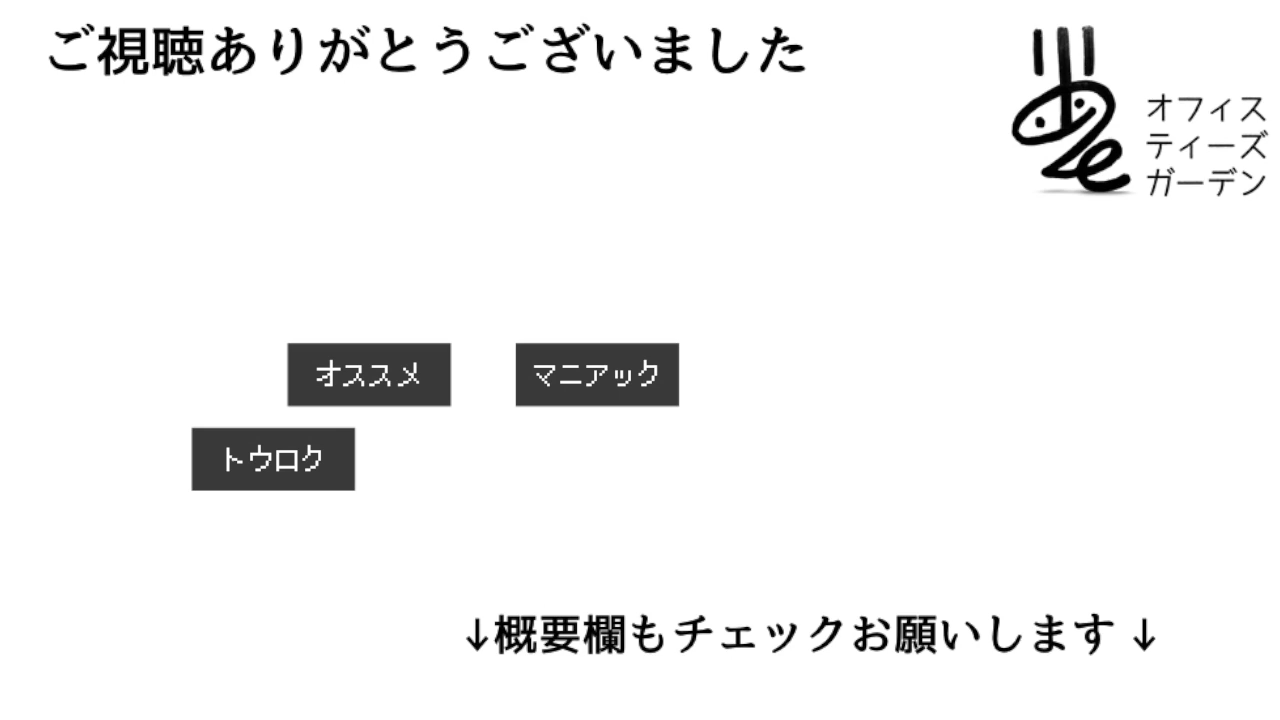 ご視聴ありがとうございました
オフィス
ティーズ
ガーデン
オススメ
マニアック
トウロク
↓概要欄もチェックお願いします↓